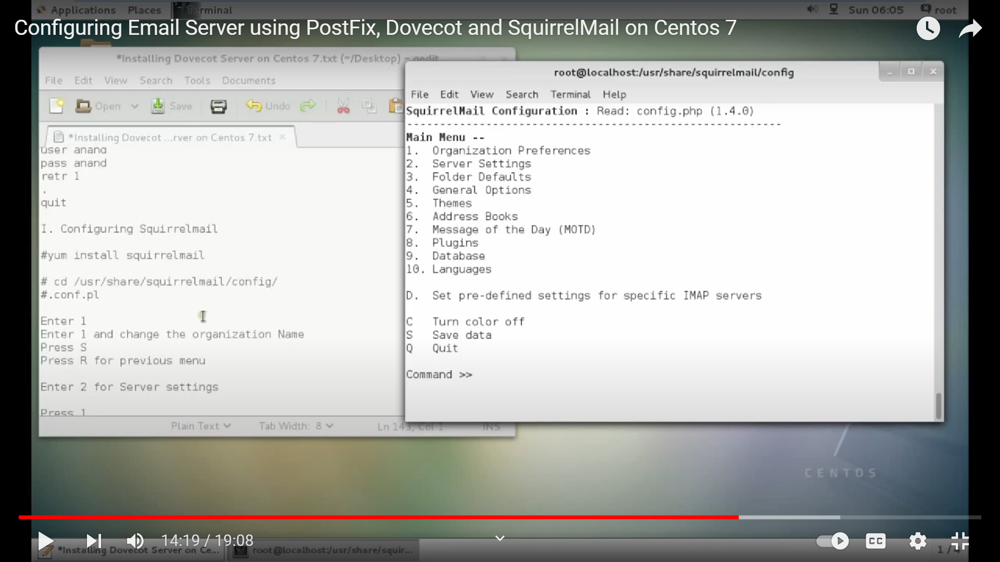 Applications Places Terminal
Sun 06:05 root
Configuring Email Server using PostFix, Dovecot and SquirrelMail on Centos 7
*Installing Dovecot Server on Centos 7.txt (~/Desktop) - gedit
File Edit View Search Tools Documents
Open Save Undo
*Installing Dovecot ...rver on Centos 7.txt
user anand
pass anand
retr 1
.
quit
I. Configuring Squirrelmail
#yum install squirrelmail
# cd /usr/share/squirrelmail/config/
#.conf.pl
Enter 1
Enter 1 and change the organization Name
Press S
Press R for previous menu
Enter 2 for Server settings
Press 1
Plain Text Tab Width: 8 Ln 143, Col 1 INS
root@localhost:/usr/share/squirrelmail/config
File Edit View Search Terminal Help
SquirrelMail Configuration : Read: config.php (1.4.0)
---------------------------------------------------------
Main Menu --
1. Organization Preferences
2. Server Settings
3. Folder Defaults
4. General Options
5. Themes
6. Address Books
7. Message of the Day (MOTD)
8. Plugins
9. Database
10. Languages
D. Set pre-defined settings for specific IMAP servers
C Turn color off
S Save data
Q Quit
Command >>
CENTOS
14:19 / 19:08
CC
*Installing Dovecot Server on Ce... root@localhost:/usr/share/squir...
1 / 4